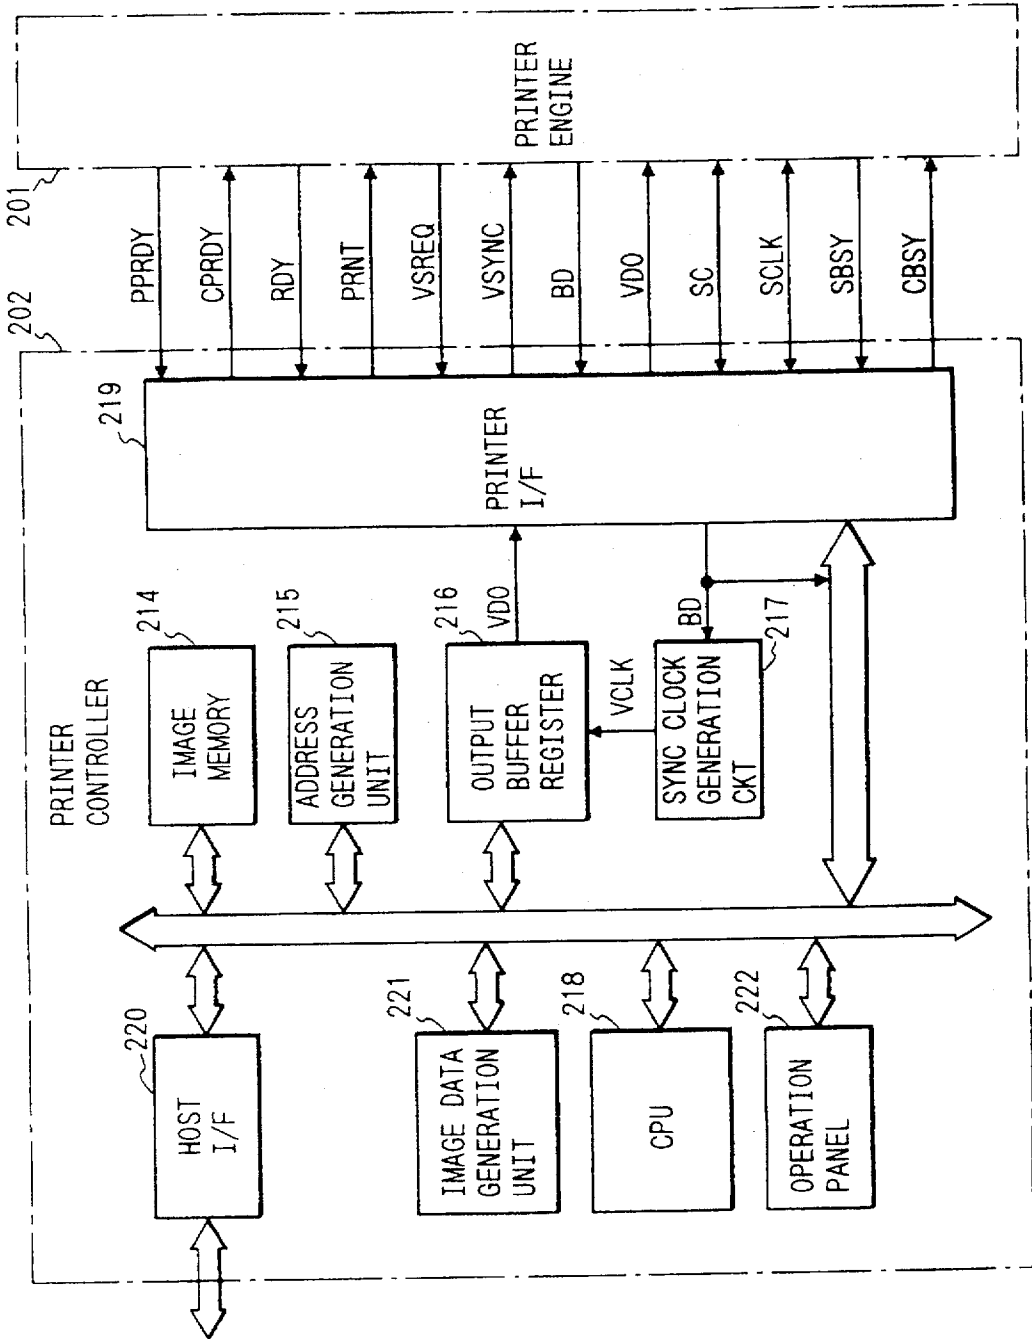 PRINTER
CONTROLLER
202
201
220
HOST
I/F
221
IMAGE DATA
GENERATION
UNIT
218
CPU
222
OPERATION
PANEL
214
IMAGE
MEMORY
215
ADDRESS
GENERATION
UNIT
216
OUTPUT
BUFFER
REGISTER
VDO
VCLK
BD
217
SYNC CLOCK
GENERATION
CKT
219
PRINTER
I/F
PPRDY
CPRDY
RDY
PRNT
VSREQ
VSYNC
BD
VDO
SC
SCLK
SBSY
CBSY
PRINTER
ENGINE